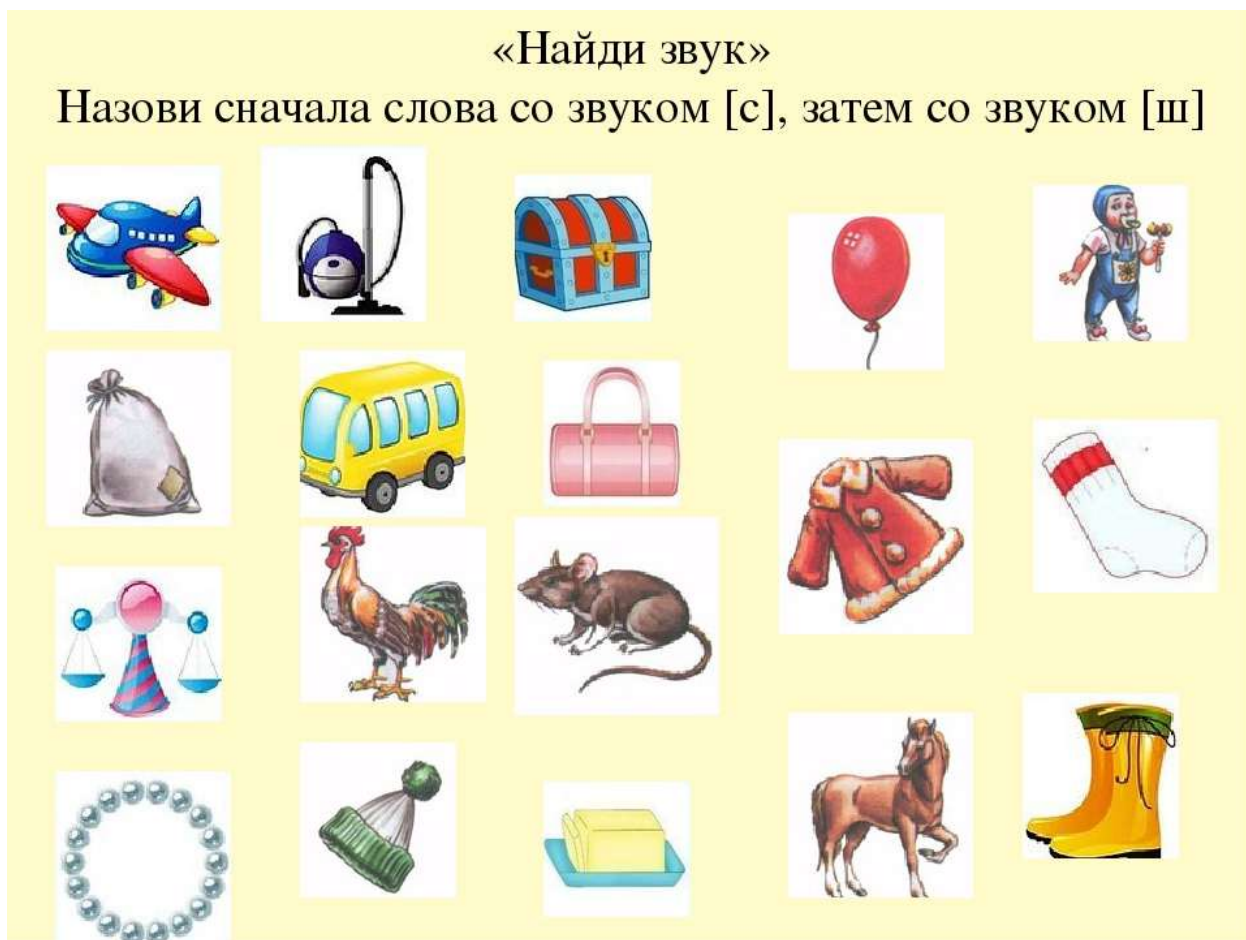 «Найди звук»
Назови сначала слова со звуком [с], затем со звуком [ш]